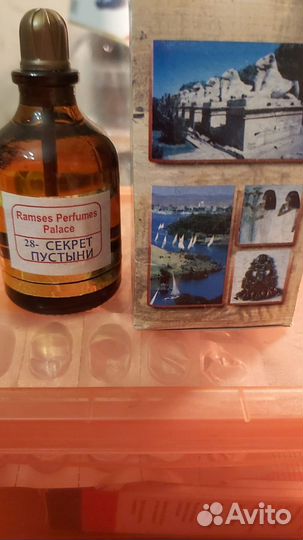 Ramses Perfumes
Palace
28- СЕКРЕТ
ПУСТЫНИ
Avito